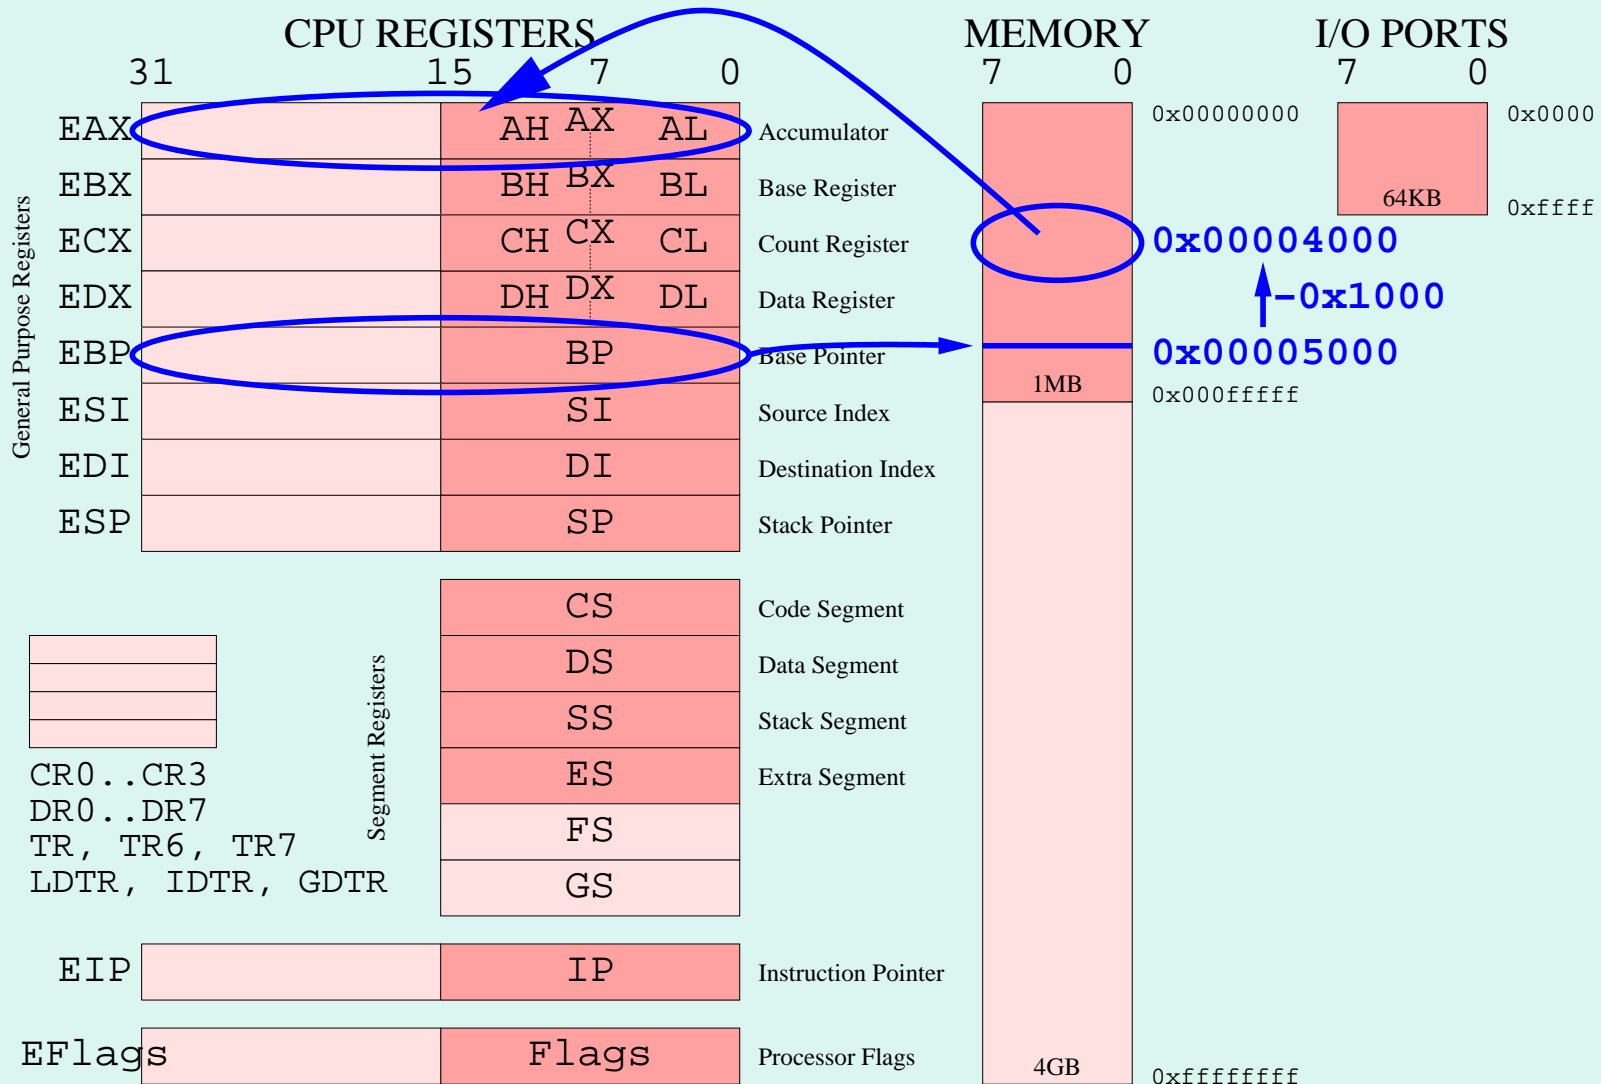 CPU REGISTERS MEMORY I/O PORTS
31 15 7 0 7 0 7 0
General Purpose Registers
EAX AH AX AL Accumulator
EBX BH BX BL Base Register
ECX CH CX CL Count Register
EDX DH DX DL Data Register
EBP BP Base Pointer
ESI SI Source Index
EDI DI Destination Index
ESP SP Stack Pointer
0x00000000
0x00004000
-0x1000
0x00005000
1MB
0x000fffff
0x0000
64KB
0xffff
Segment Registers
CS Code Segment
DS Data Segment
SS Stack Segment
ES Extra Segment
FS
GS
CR0..CR3
DR0..DR7
TR, TR6, TR7
LDTR, IDTR, GDTR
EIP IP Instruction Pointer
EFlags Flags Processor Flags
4GB
0xffffffff